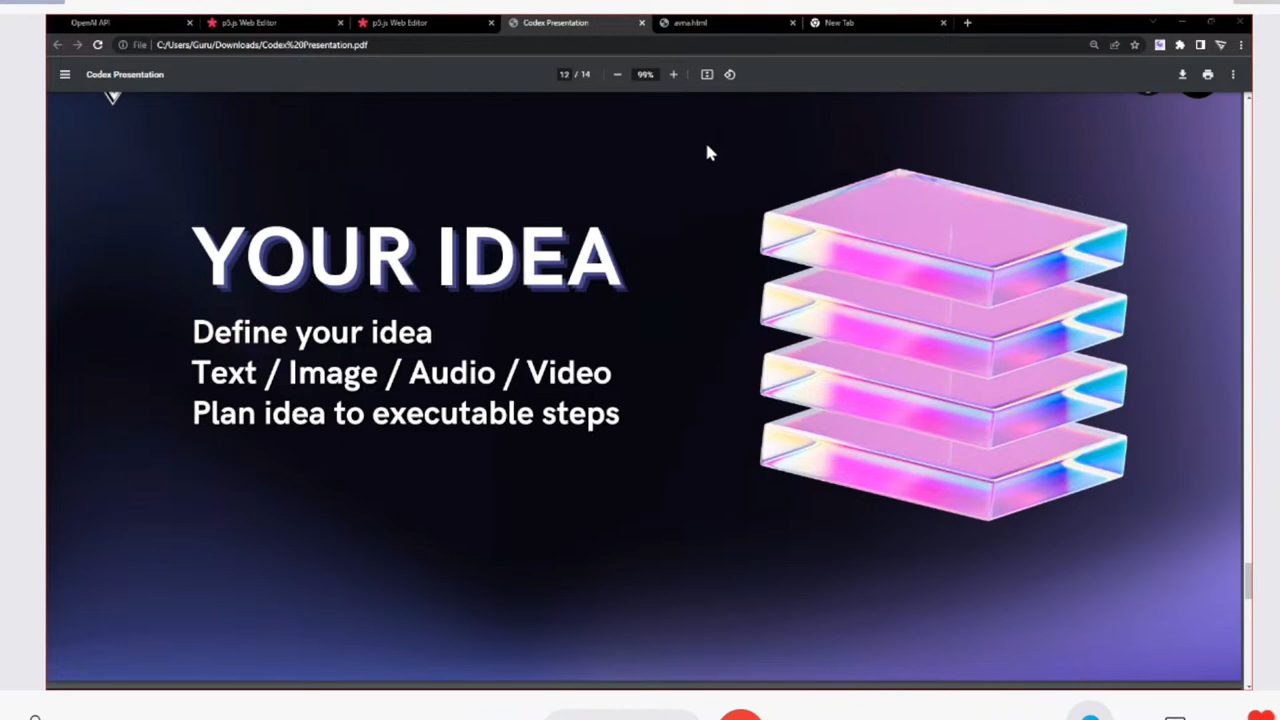 OpenAI API
p5.js Web Editor
p5.js Web Editor
Codex Presentation
avna.html
New Tab
File
C:/Users/Guru/Downloads/Codex%20Presentation.pdf
Codex Presentation
12 / 14
99%
YOUR IDEA
Define your idea
Text / Image / Audio / Video
Plan idea to executable steps